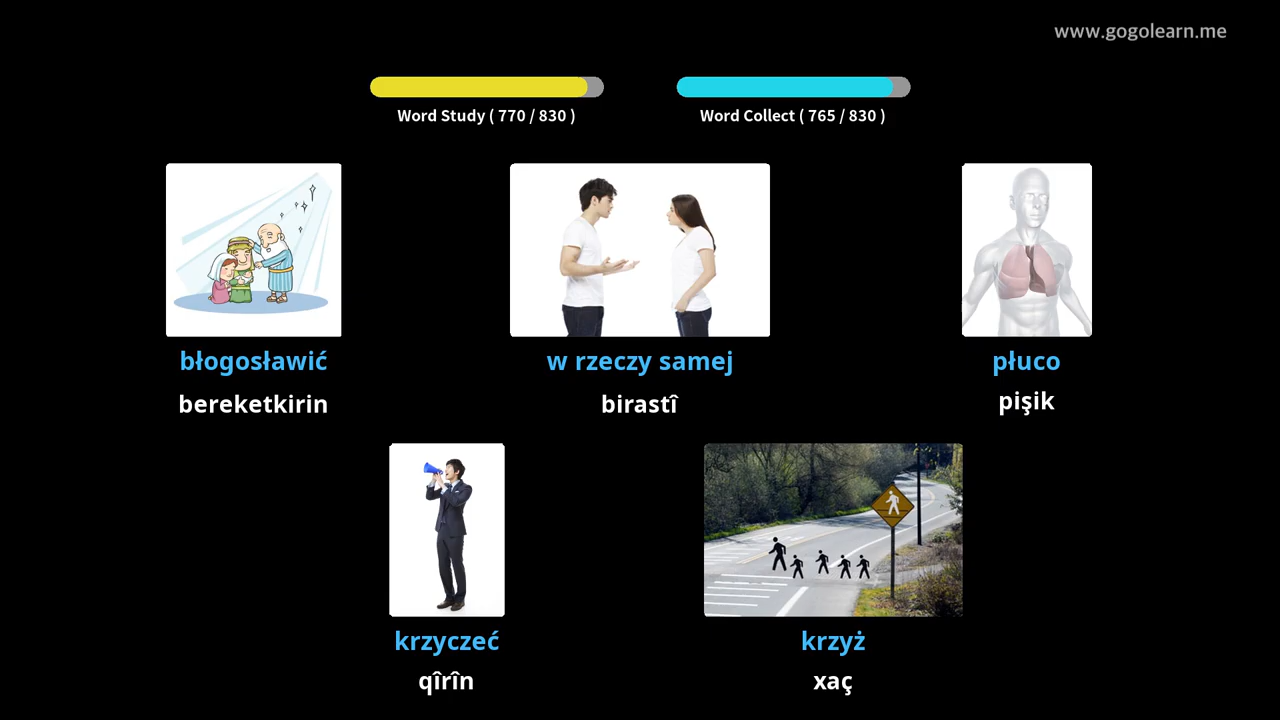 www.gogolearn.me
Word Study ( 770 / 830 )
Word Collect ( 765 / 830 )
błogosławić
w rzeczy samej
płuco
bereketkirin
birastî
pişik
krzyczeć
krzyż
qîrîn
xaç